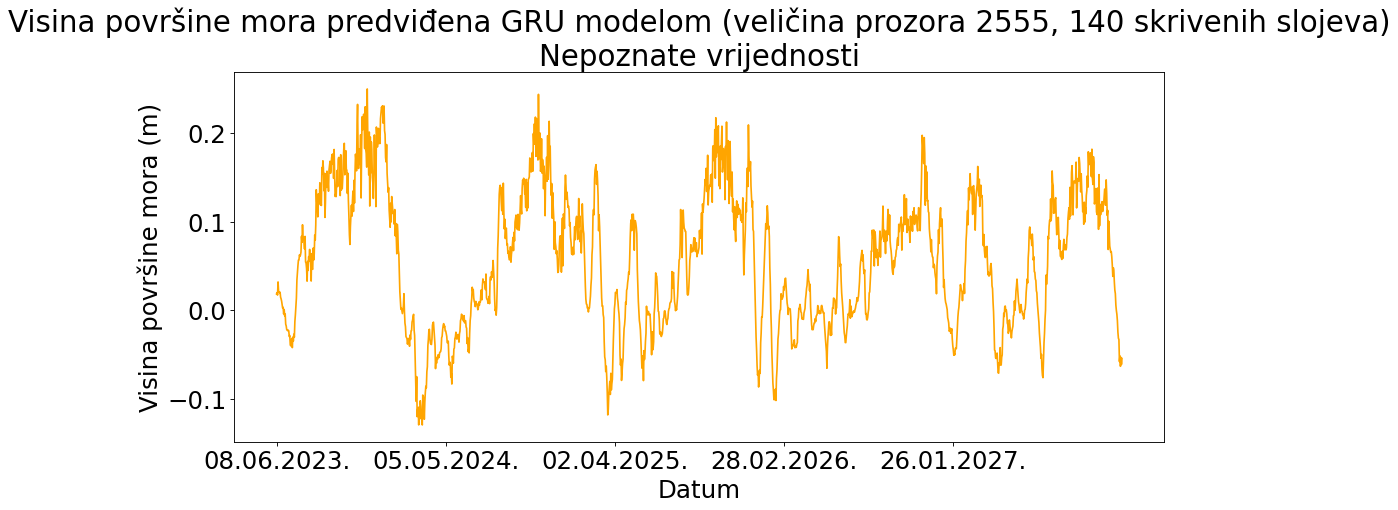 Visina površine mora predviđena GRU modelom (veličina prozora 2555, 140 skrivenih slojeva)
Nepoznate vrijednosti
Visina površine mora (m)
0.2
0.1
0.0
−0.1
08.06.2023. 05.05.2024. 02.04.2025. 28.02.2026. 26.01.2027.
Datum